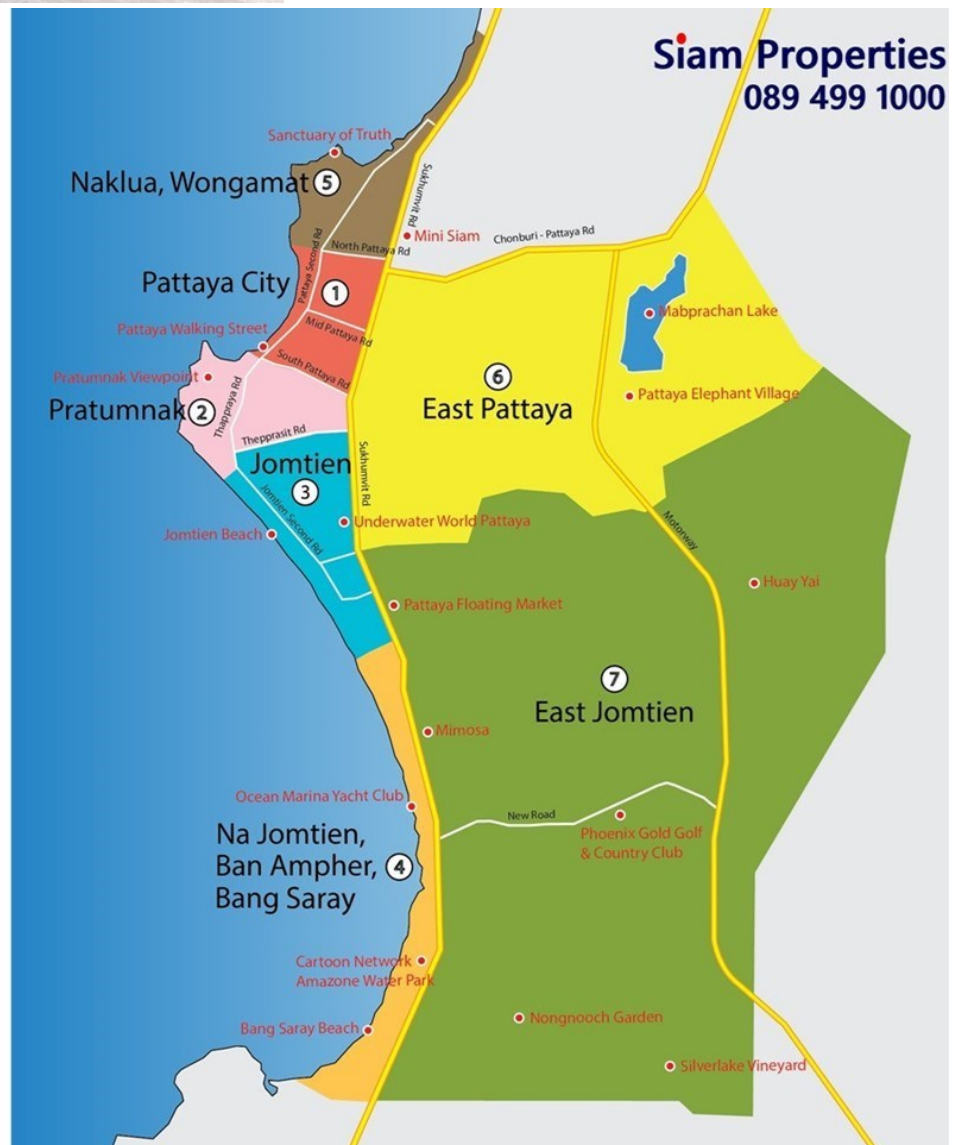 Siam Properties
089 499 1000
Sanctuary of Truth
Naklua, Wongamat 5
Sukhumvit Rd
Mini Siam
Chonburi - Pattaya Rd
North Pattaya Rd
Pattaya Second Rd
Pattaya City
1
Mabprachan Lake
Mid Pattaya Rd
Pattaya Walking Street
South Pattaya Rd
Pratumnak Viewpoint
6
East Pattaya
Pattaya Elephant Village
Pratumnak 2
Thappraya Rd
Thepprasit Rd
Jomtien
3
Sukhumvit Rd
Jomtien Second Rd
Underwater World Pattaya
Jomtien Beach
Motorway
Huay Yai
Pattaya Floating Market
7
East Jomtien
Mimosa
Ocean Marina Yacht Club
New Road
Phoenix Gold Golf
& Country Club
Na Jomtien,
Ban Ampher, 4
Bang Saray
Cartoon Network
Amazone Water Park
Nongnooch Garden
Bang Saray Beach
Silverlake Vineyard